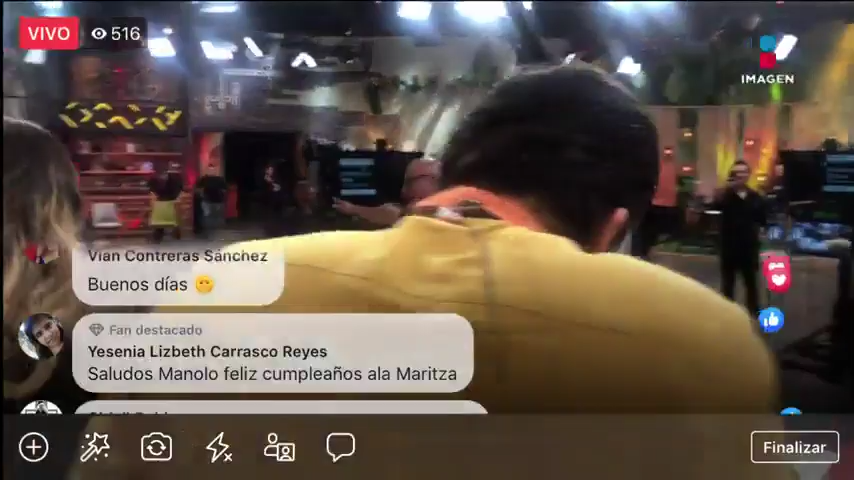 VIVO
516
IMAGEN
Vian Contreras Sánchez
Buenos días
Fan destacado
Yesenia Lizbeth Carrasco Reyes
Saludos Manolo feliz cumpleaños ala Maritza
Finalizar